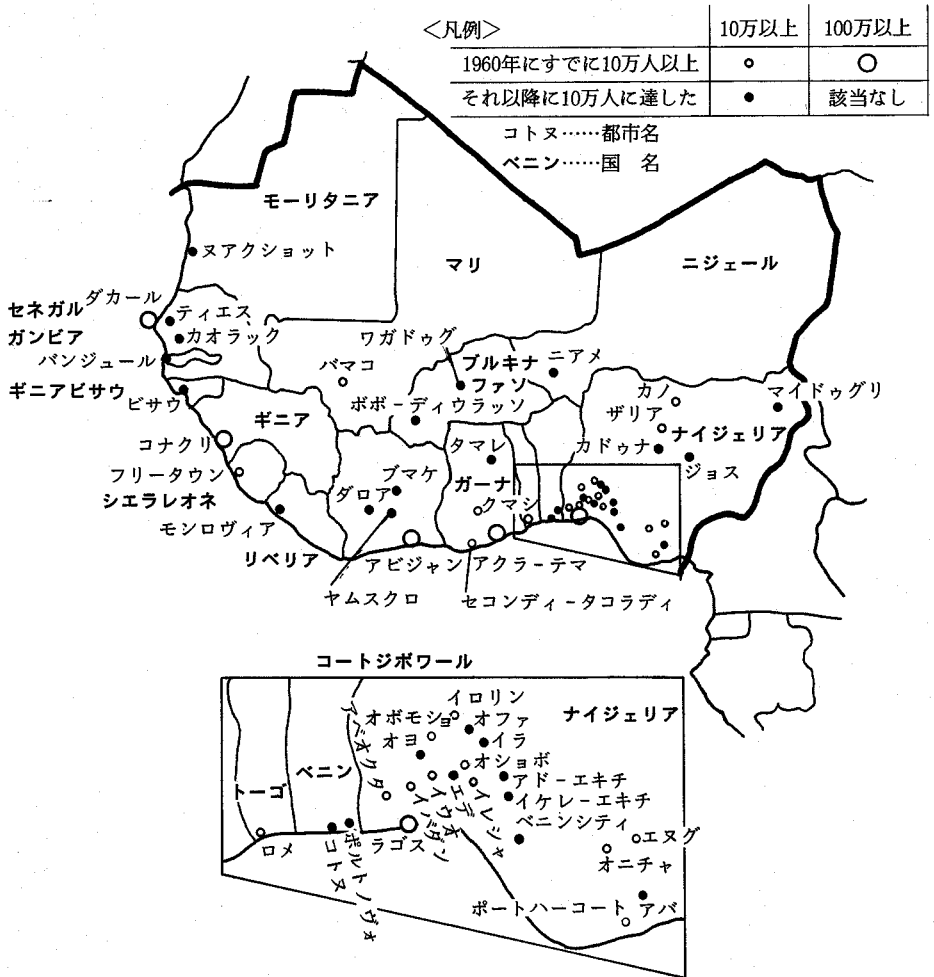 <凡例>
10万以上 100万以上
1960年にすでに10万人以上
それ以降に10万人に達した 該当なし
コトヌ……都市名
ベニン……国 名
モーリタニア
ヌアクショット
マリ
ニジェール
セネガル
ダカール
ティエス
ガンビア
カオラック
バンジュール
ワガドゥグ
ブルキナ
ファソ
ニアメ
バマコ
ギニアビサウ
ビサウ
ボボ-ディウラッソ
カノ
マイドゥグリ
ザリア
ギニア
ナイジェリア
コナクリ
タマレ
カドゥナ
ジョス
フリータウン
ブマケ
ガーナ
シエラレオネ
ダロア
クマシ
モンロヴィア
リベリア
アビジャン
アクラ-テマ
ヤムスクロ
セコンディ-タコラディ
コートジボワール
イロリン
オボモショ
オファ
ナイジェリア
アベオクタ
オヨ
イラ
ベニン
オショボ
トーゴ
アド-エキチ
イバダン
イウオ
エデ
イレシャ
イケレ-エキチ
ベニンシティ
エヌグ
ロメ
コトヌ
ポルトノヴォ
ラゴス
オニチャ
ポートハーコート
アバ